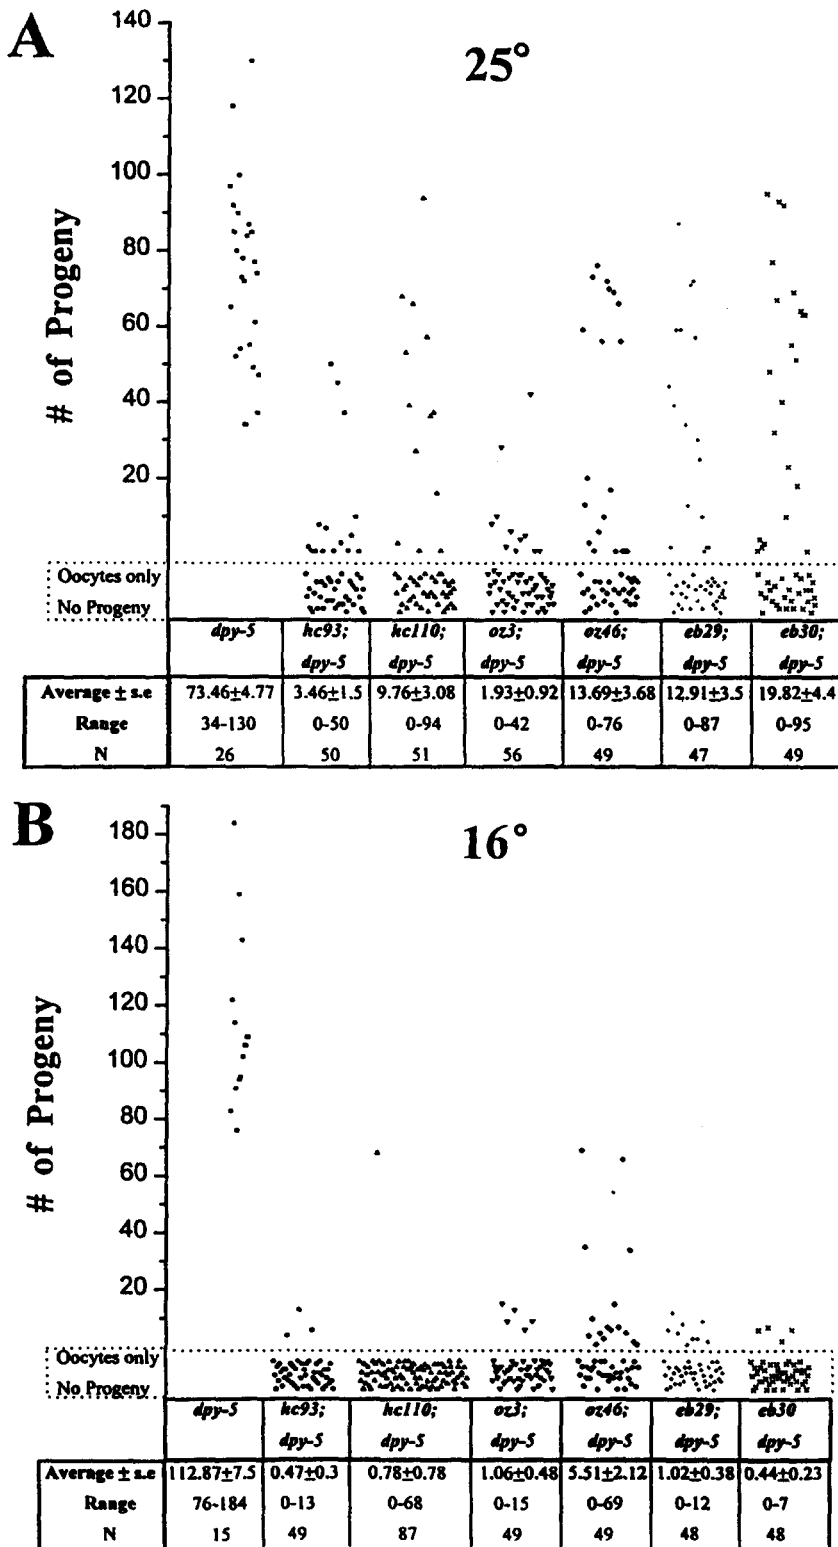 A
25°
140
120
100
80
60
40
20
# of Progeny
Oocytes only
No Progeny
dpy-5 hc93; hc110; oz3; oz46; eb29; eb30;
dpy-5 dpy-5 dpy-5 dpy-5 dpy-5 dpy-5
Average ± s.e 73.46±4.77 3.46±1.5 9.76±3.08 1.93±0.92 13.69±3.68 12.91±3.5 19.82±4.4
Range 34-130 0-50 0-94 0-42 0-76 0-87 0-95
N 26 50 51 56 49 47 49
B
16°
180
160
140
120
100
80
60
40
20
# of Progeny
Oocytes only
No Progeny
dpy-5 hc93; hc110; oz3; oz46; eb29; eb30
dpy-5 dpy-5 dpy-5 dpy-5 dpy-5 dpy-5
Average ± s.e 112.87±7.5 0.47±0.3 0.78±0.78 1.06±0.48 5.51±2.12 1.02±0.38 0.44±0.23
Range 76-184 0-13 0-68 0-15 0-69 0-12 0-7
N 15 49 87 49 49 48 48